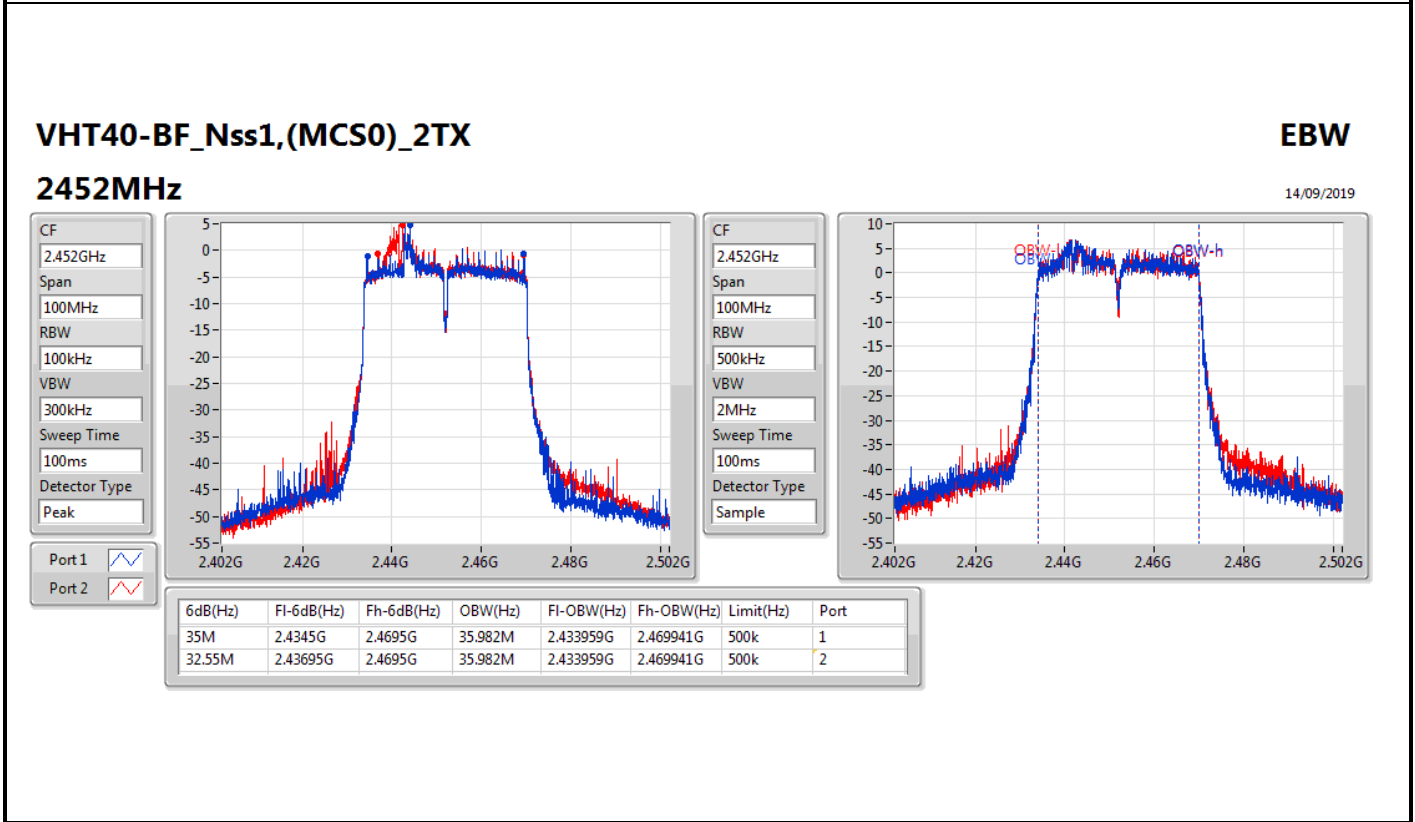 VHT40-BF_Nss1,(MCS0)_2TX
EBW
2452MHz
14/09/2019
CF
2.452GHz
Span
100MHz
RBW
100kHz
VBW
300kHz
Sweep Time
100ms
Detector Type
Peak
Port 1
Port 2
5
0
-5
-10
-15
-20
-25
-30
-35
-40
-45
-50
-55
2.402G 2.42G 2.44G 2.46G 2.48G 2.502G
CF
2.452GHz
Span
100MHz
RBW
500kHz
VBW
2MHz
Sweep Time
100ms
Detector Type
Sample
10
5
0
-5
-10
-15
-20
-25
-30
-35
-40
-45
-50
-55
OBW-h
2.402G 2.42G 2.44G 2.46G 2.48G 2.502G
6dB(Hz) Fl-6dB(Hz) Fh-6dB(Hz) OBW(Hz) Fl-OBW(Hz) Fh-OBW(Hz) Limit(Hz) Port
35M 2.4345G 2.4695G 35.982M 2.433959G 2.469941G 500k 1
32.55M 2.43695G 2.4695G 35.982M 2.433959G 2.469941G 500k 2